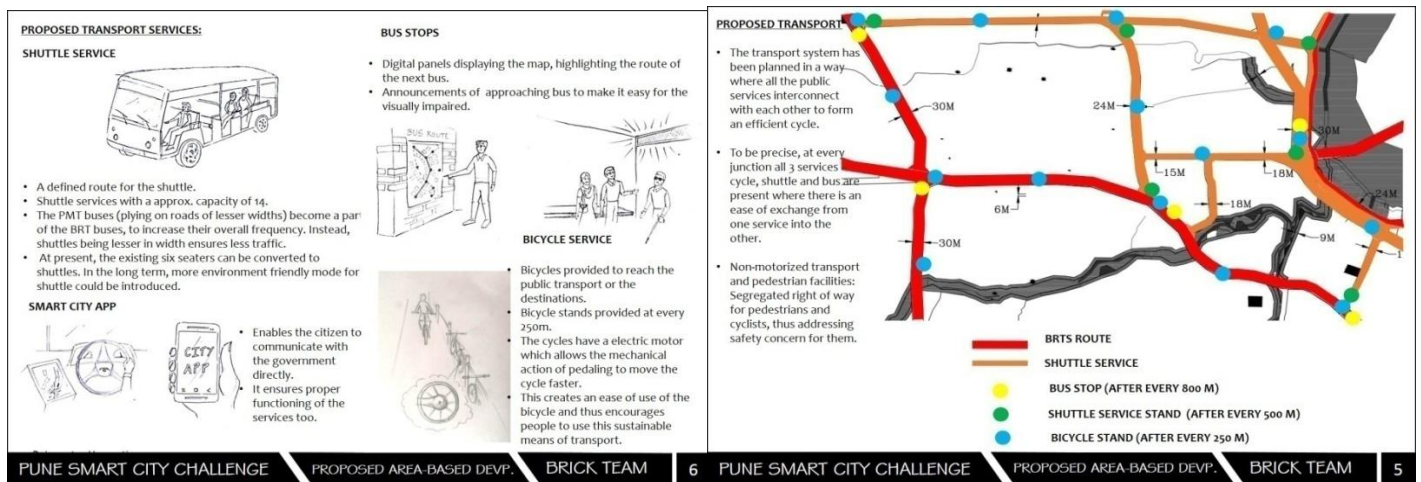 PROPOSED TRANSPORT SERVICES:
SHUTTLE SERVICE
• A defined route for the shuttle.
• Shuttle services with a approx. capacity of 14.
• The PMT buses (plying on roads of lesser widths) become a par
of the BRT buses, to increase their overall frequency. Instead,
shuttles being lesser in width ensures less traffic.
• At present, the existing six seaters can be converted to
shuttles. In the long term, more environment friendly mode for
shuttle could be introduced.
SMART CITY APP
CITY
APP
• Enables the citizen to
communicate with
the government
directly.
• It ensures proper
functioning of the
services too.
BUS STOPS
• Digital panels displaying the map, highlighting the route of
the next bus.
• Announcements of approaching bus to make it easy for the
visually impaired.
BUS ROUTE
BICYCLE SERVICE
• Bicycles provided to reach the
public transport or the
destinations.
• Bicycle stands provided at every
250m.
• The cycles have a electric motor
which allows the mechanical
action of pedaling to move the
cycle faster.
• This creates an ease of use of the
bicycle and thus encourages
people to use this sustainable
means of transport.
PUNE SMART CITY CHALLENGE
PROPOSED AREA-BASED DEVP.
BRICK TEAM
6
PROPOSED TRANSPORT
• The transport system has
been planned in a way
where all the public
services interconnect
with each other to form
an efficient cycle.
• To be precise, at every
junction all 3 services
cycle, shuttle and bus are
present where there is an
ease of exchange from
one service into the
other.
• Non-motorized transport
and pedestrian facilities:
Segregated right of way
for pedestrians and
cyclists, thus addressing
safety concern for them.
30M
24M
30M
15M
18M
24M
6M
18M
9M
30M
BRTS ROUTE
SHUTTLE SERVICE
BUS STOP (AFTER EVERY 800 M)
SHUTTLE SERVICE STAND (AFTER EVERY 500 M)
BICYCLE STAND (AFTER EVERY 250 M)
PUNE SMART CITY CHALLENGE
PROPOSED AREA-BASED DEVP.
BRICK TEAM
5